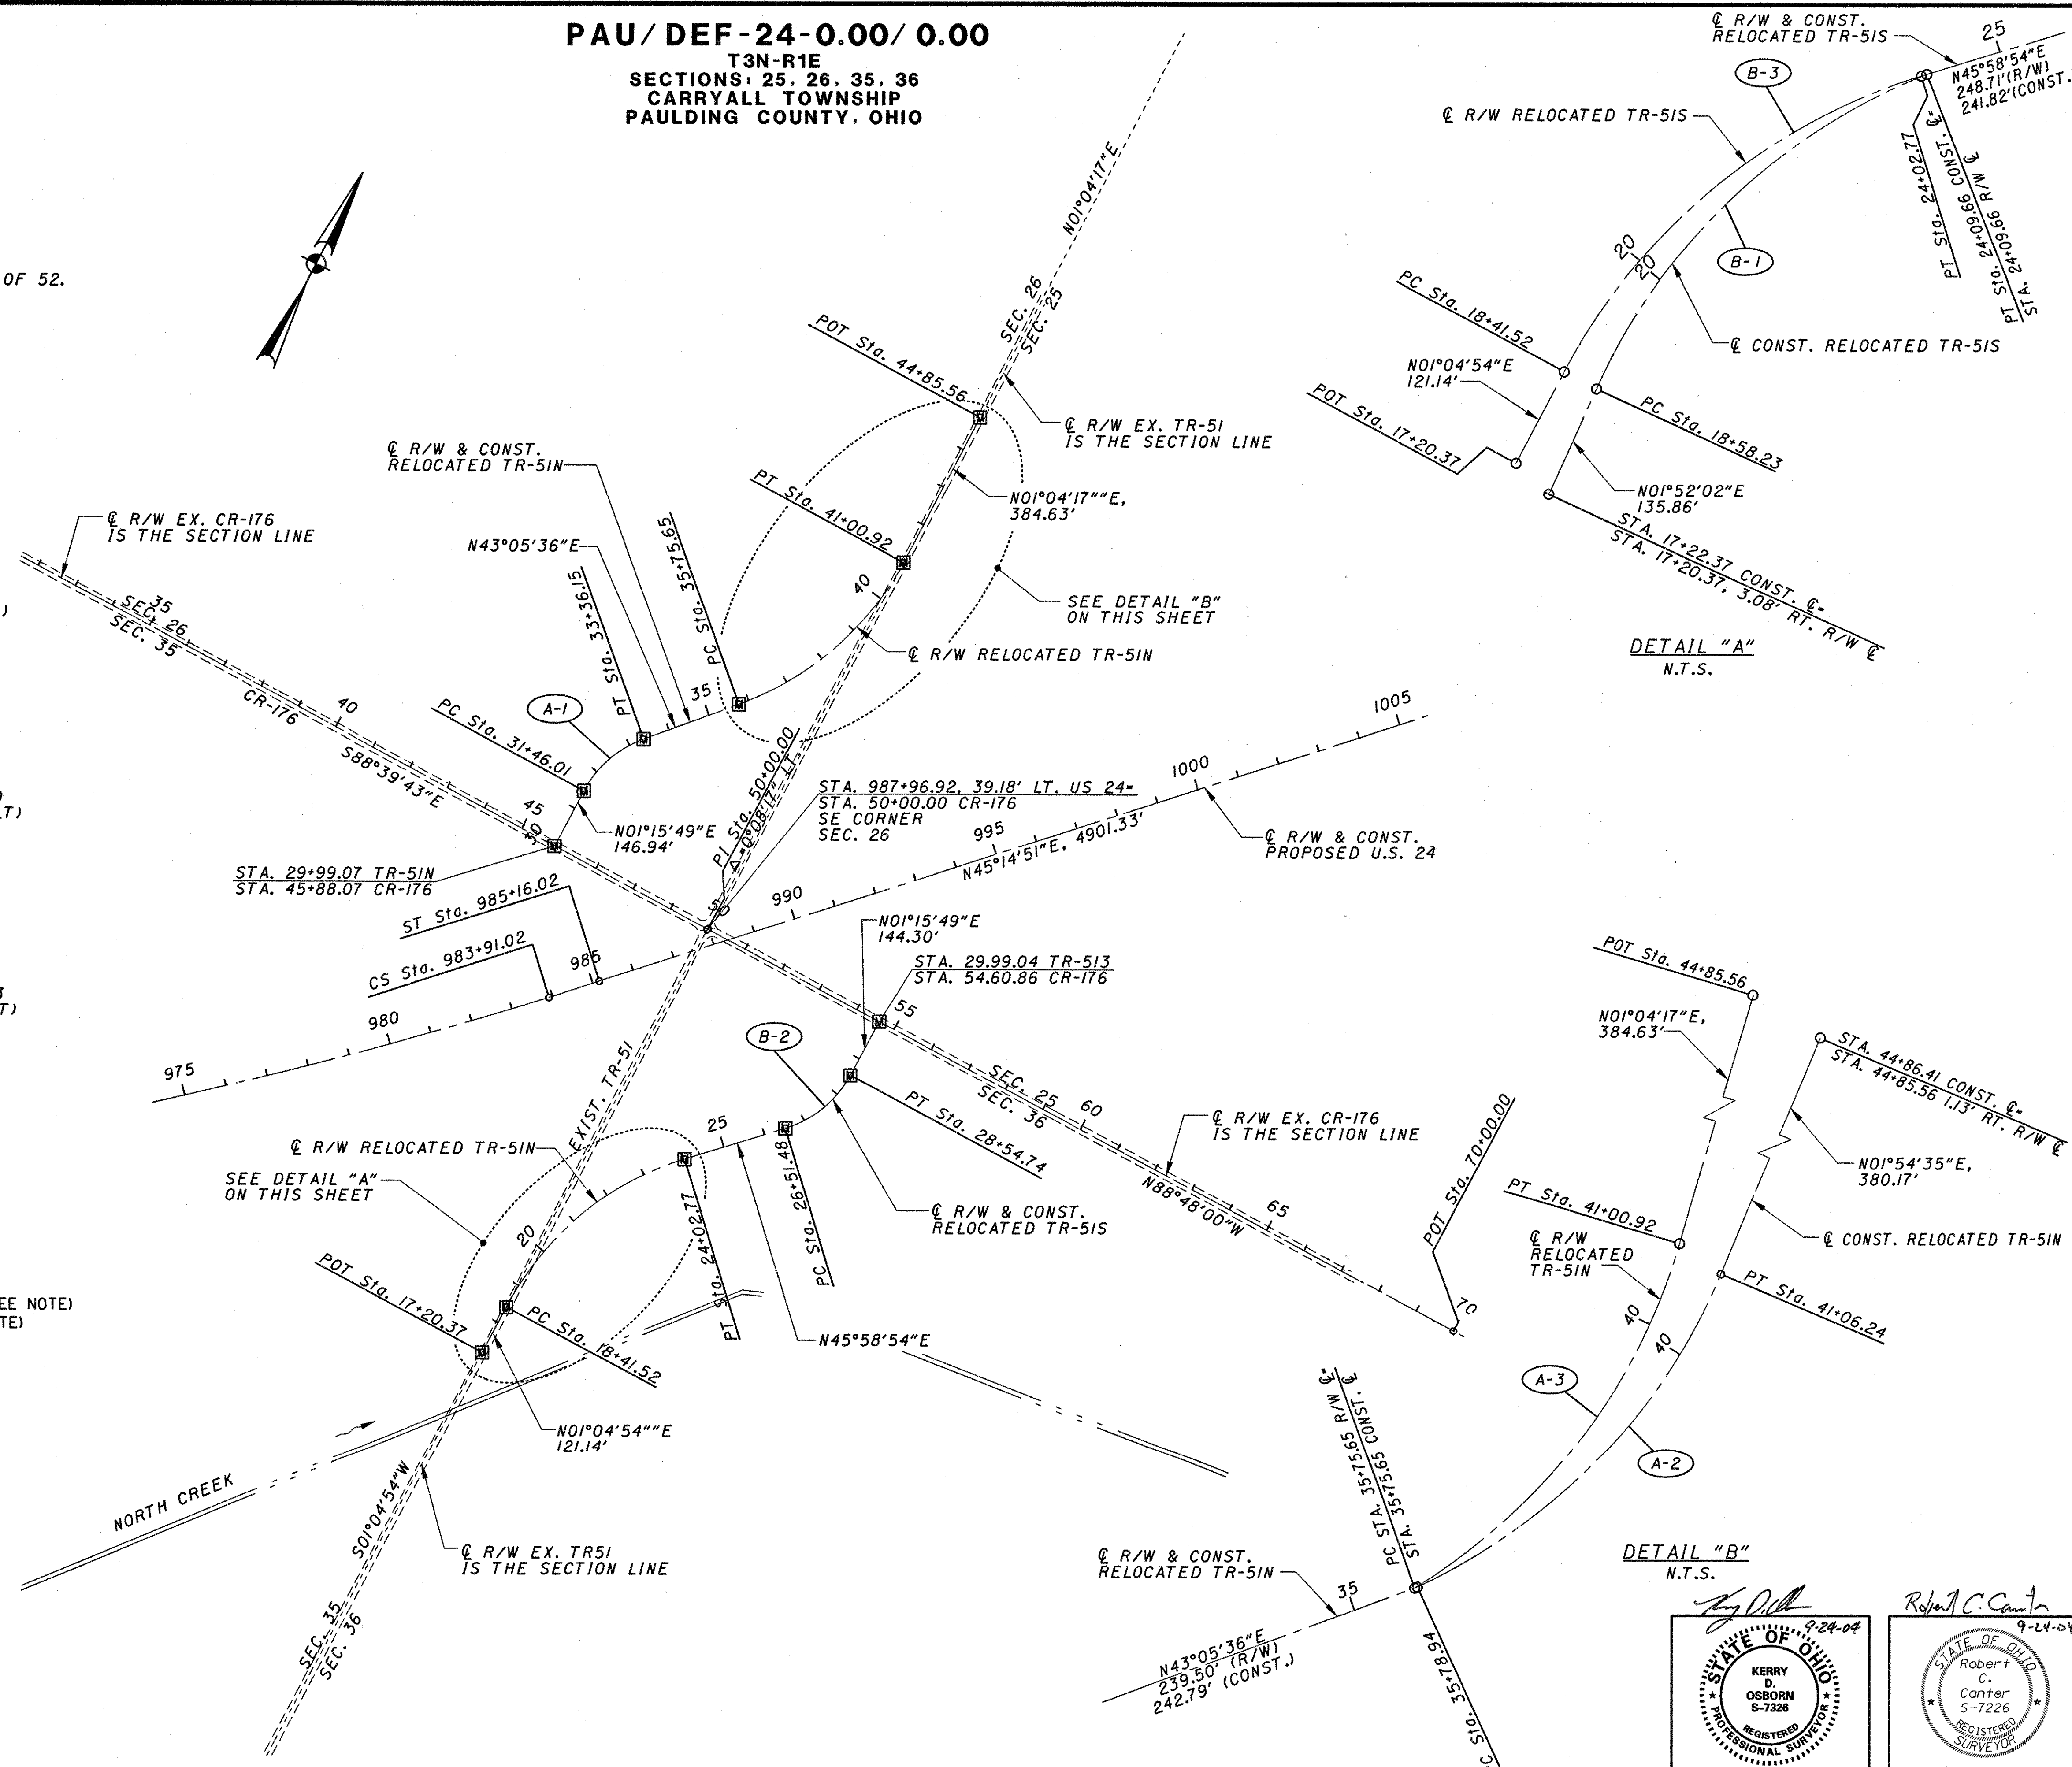 PAU/DEF-24-0.00/0.00
T3N-R1E
SECTIONS: 25, 26, 35, 36
CARRYALL TOWNSHIP
PAULDING COUNTY, OHIO
OF 52.
)
LT)
T)
EE NOTE)
TE)
N01°04'17"E
SEC. 26
SEC. 25
POT Sta. 44+85.56
℄ R/W EX. TR-51
IS THE SECTION LINE
℄ R/W & CONST.
RELOCATED TR-51N
PT Sta. 41+00.92
N01°04'17""E,
384.63'
℄ R/W EX. CR-176
IS THE SECTION LINE
N43°05'36"E
PC Sta. 35+75.65
PT Sta. 33+36.15
40
SEE DETAIL "B"
ON THIS SHEET
℄ R/W RELOCATED TR-51N
35
SEC. 26
SEC. 35
CR-176
40
S88°39'43"E
45
A-1
35
PC Sta. 31+46.01
30
N01°15'49"E
146.94'
STA. 29+99.07 TR-51N
STA. 45+88.07 CR-176
PI Sta. 50+00.00
Δ=0°08'17" LT.
50
STA. 987+96.92, 39.18' LT. US 24=
STA. 50+00.00 CR-176
SE CORNER
SEC. 26
1005
1000
995
990
985
980
975
N45°14'51"E, 4901.33'
℄ R/W & CONST.
PROPOSED U.S. 24
ST Sta. 985+16.02
CS Sta. 983+91.02
N01°15'49"E
144.30'
STA. 29.99.04 TR-513
STA. 54.60.86 CR-176
55
B-2
EXIST. TR-51
SEC. 25
SEC. 36
60
℄ R/W EX. CR-176
IS THE SECTION LINE
PT Sta. 28+54.74
N88°48'00"W
65
POT Sta. 70+00.00
70
℄ R/W RELOCATED TR-51N
SEE DETAIL "A"
ON THIS SHEET
25
20
℄ R/W & CONST.
RELOCATED TR-51S
PC Sta. 26+51.48
PT Sta. 24+02.77
POT Sta. 17+20.37
PC Sta. 18+41.52
N45°58'54"E
N01°04'54""E
121.14'
NORTH CREEK
S01°04'54"W
℄ R/W EX. TR51
IS THE SECTION LINE
SEC. 35
SEC. 36
℄ R/W & CONST.
RELOCATED TR-51S
25
N45°58'54"E
248.71'(R/W)
241.82'(CONST.
B-3
℄ R/W RELOCATED TR-51S
PT Sta. 24+02.77
PT Sta. 24+09.66 CONST. ℄=
STA. 24+09.66 R/W ℄
B-1
20
20
PC Sta. 18+41.52
℄ CONST. RELOCATED TR-51S
N01°04'54"E
121.14'
POT Sta. 17+20.37
PC Sta. 18+58.23
N01°52'02"E
135.86'
STA. 17+22.37 CONST. ℄=
STA. 17+20.37, 3.08' RT. R/W ℄
DETAIL "A"
N.T.S.
POT Sta. 44+85.56
N01°04'17"E,
384.63'
STA. 44+86.41 CONST. ℄=
STA. 44+85.56 1.13' RT. R/W ℄
N01°54'35"E,
380.17'
PT Sta. 41+00.92
℄ R/W
RELOCATED
TR-51N
℄ CONST. RELOCATED TR-51N
PT Sta. 41+06.24
40
40
A-3
A-2
PC STA. 35+75.65 R/W ℄=
STA. 35+75.65 CONST. ℄
℄ R/W & CONST.
RELOCATED TR-51N
35
N43°05'36"E
239.50' (R/W)
242.79' (CONST.)
C Sta. 35+78.94
DETAIL "B"
N.T.S.
9-24-04
STATE OF OHIO
KERRY
D.
OSBORN
S-7326
REGISTERED
PROFESSIONAL SURVEYOR
Robert C. Canter
9-24-04
STATE OF OHIO
Robert
C.
Canter
S-7226
REGISTERED
SURVEYOR